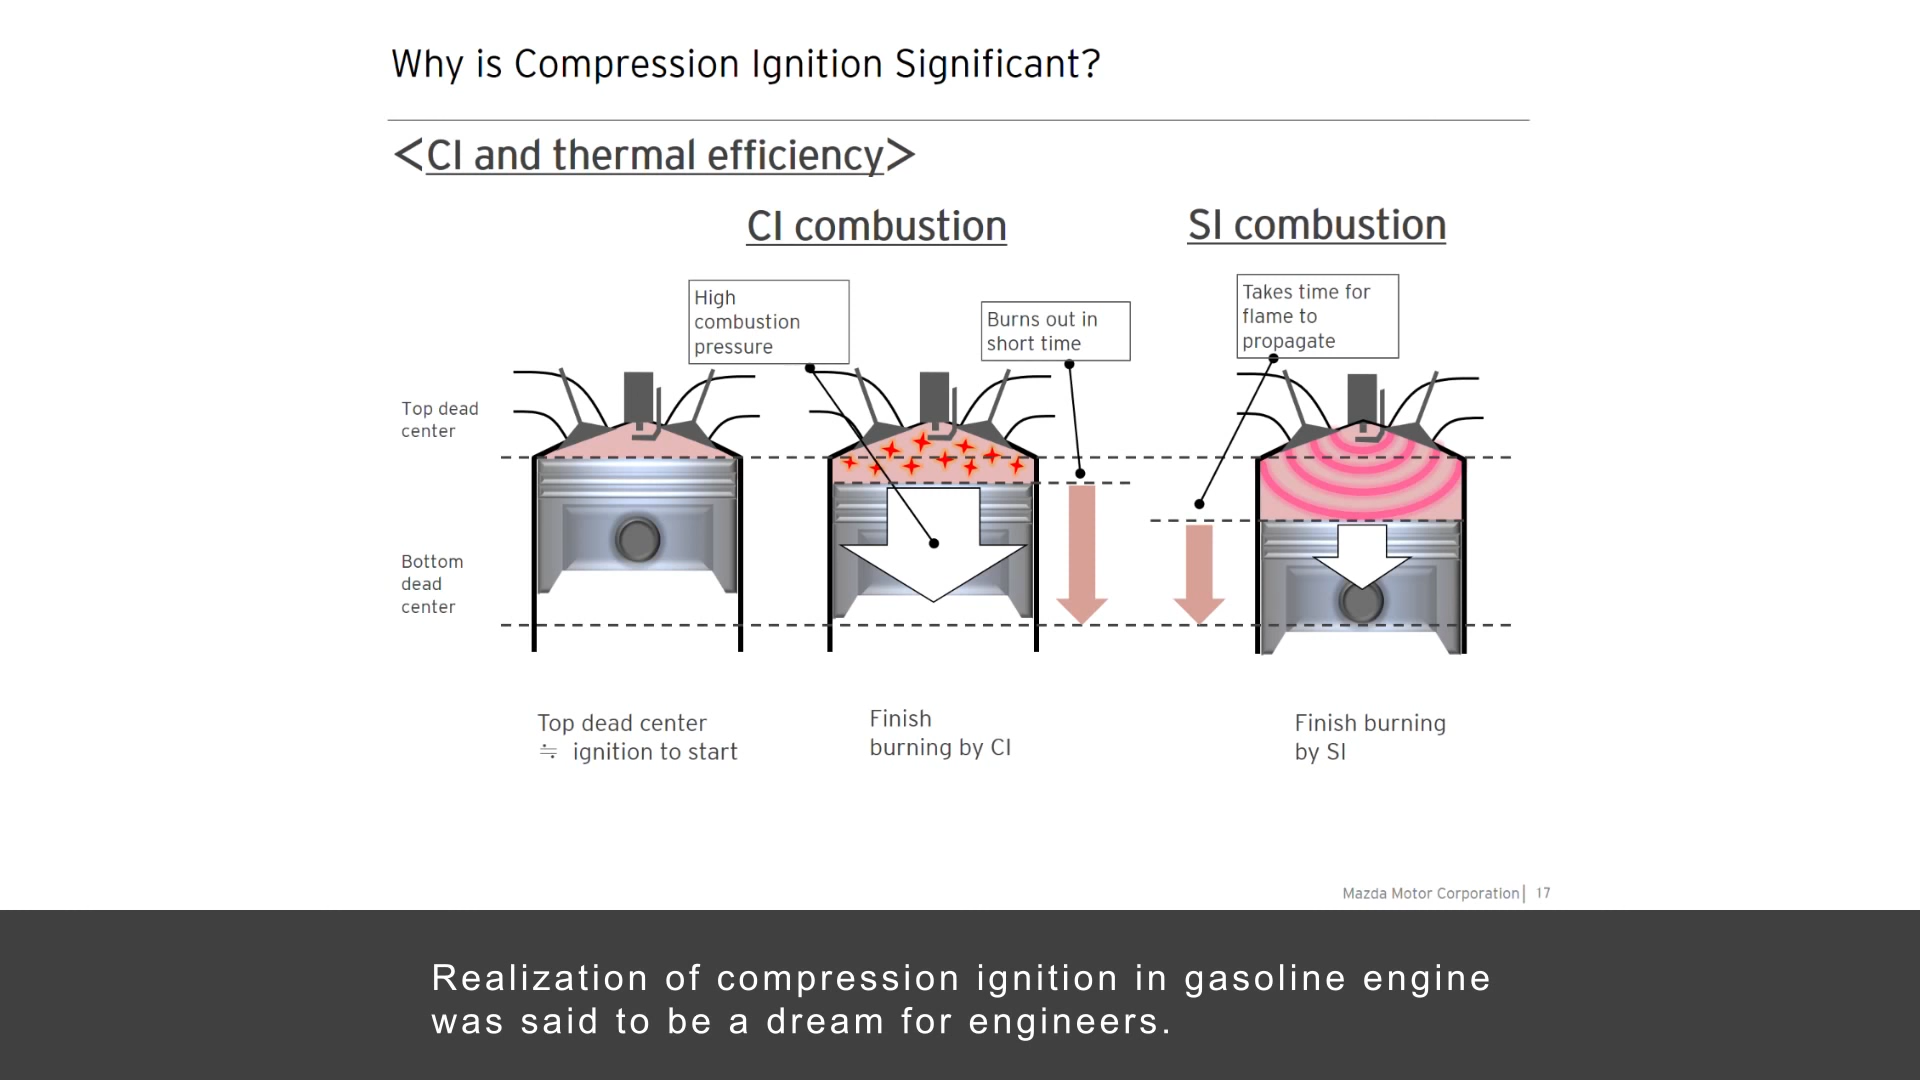 Why is Compression Ignition Significant?
<CI and thermal efficiency>
CI combustion
SI combustion
High
combustion
pressure
Burns out in
short time
Takes time for
flame to
propagate
Top dead
center
Bottom
dead
center
Top dead center
≒ ignition to start
Finish
burning by CI
Finish burning
by SI
Mazda Motor Corporation| 17
Realization of compression ignition in gasoline engine
was said to be a dream for engineers.